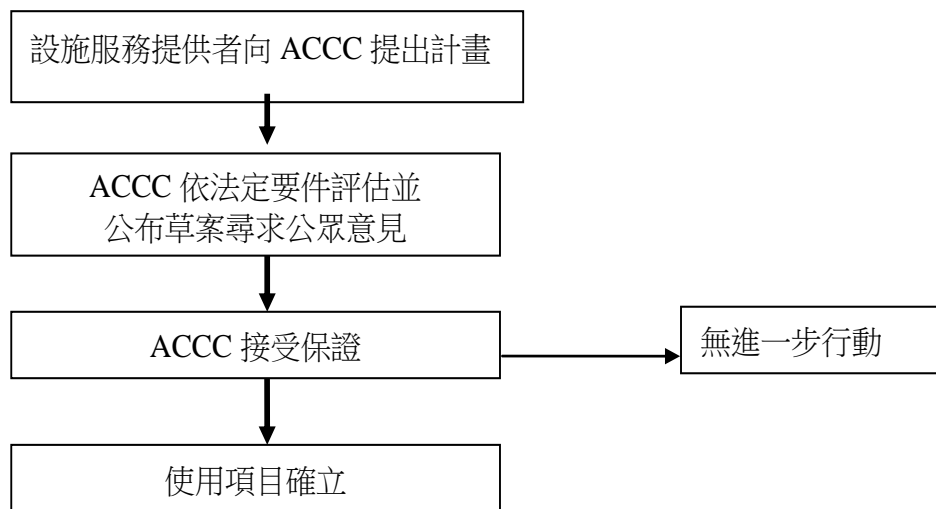 設施服務提供者向 ACCC 提出計畫
ACCC 依法定要件評估並
公布草案尋求公眾意見
ACCC 接受保證
無進一步行動
使用項目確立